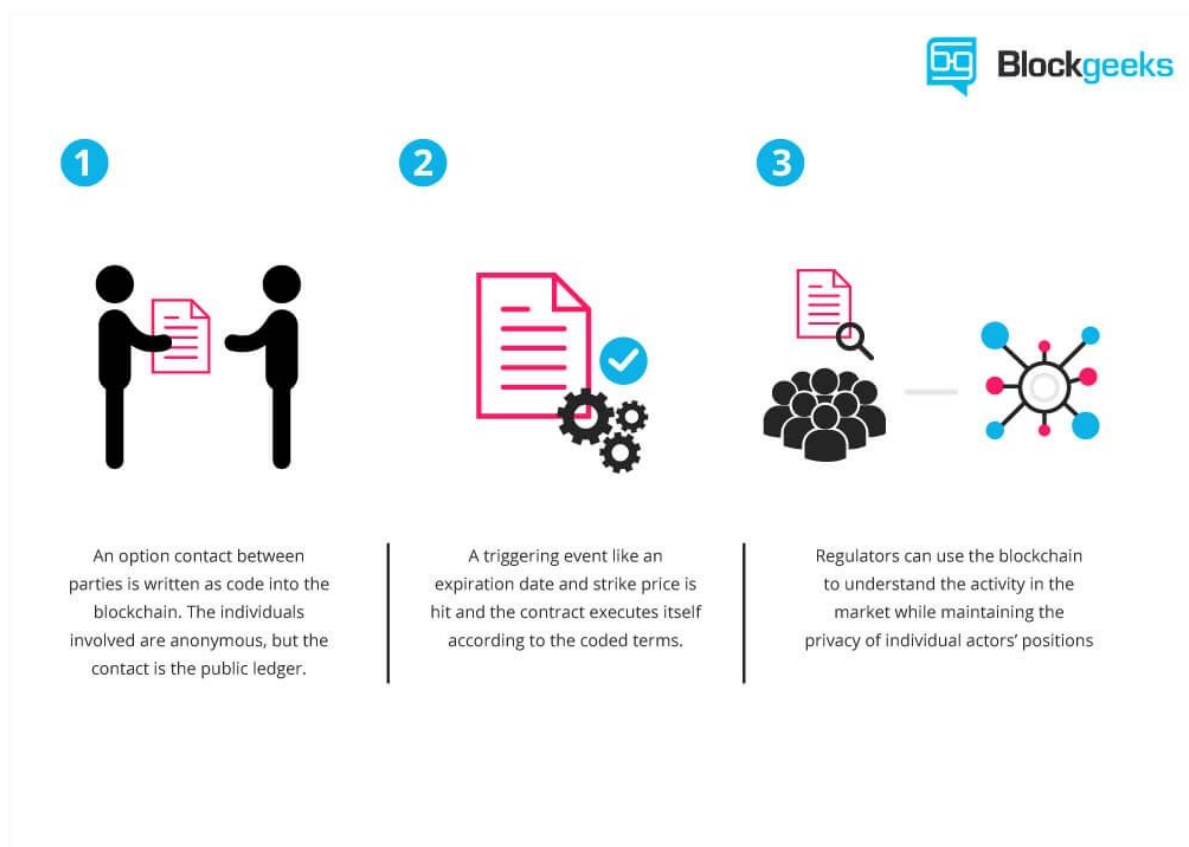 Blockgeeks
1
2
3
An option contact between
parties is written as code into the
blockchain. The individuals
involved are anonymous, but the
contact is the public ledger.
A triggering event like an
expiration date and strike price is
hit and the contract executes itself
according to the coded terms.
Regulators can use the blockchain
to understand the activity in the
market while maintaining the
privacy of individual actors’ positions